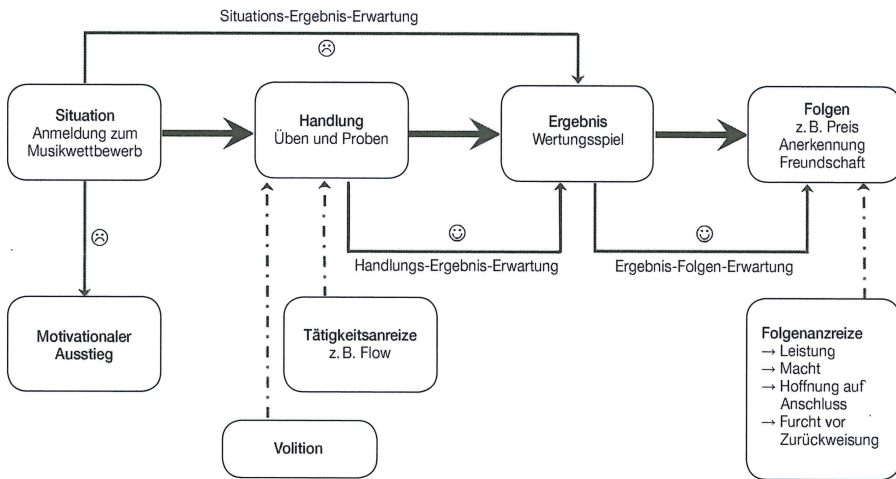 Situations-Ergebnis-Erwartung
Situation
Anmeldung zum
Musikwettbewerb
Handlung
Üben und Proben
Ergebnis
Wertungsspiel
Folgen
z. B. Preis
Anerkennung
Freundschaft
Handlungs-Ergebnis-Erwartung
Ergebnis-Folgen-Erwartung
Motivationaler
Ausstieg
Tätigkeitsanreize
z. B. Flow
Volition
Folgenanzreize
→ Leistung
→ Macht
→ Hoffnung auf
Anschluss
→ Furcht vor
Zurückweisung